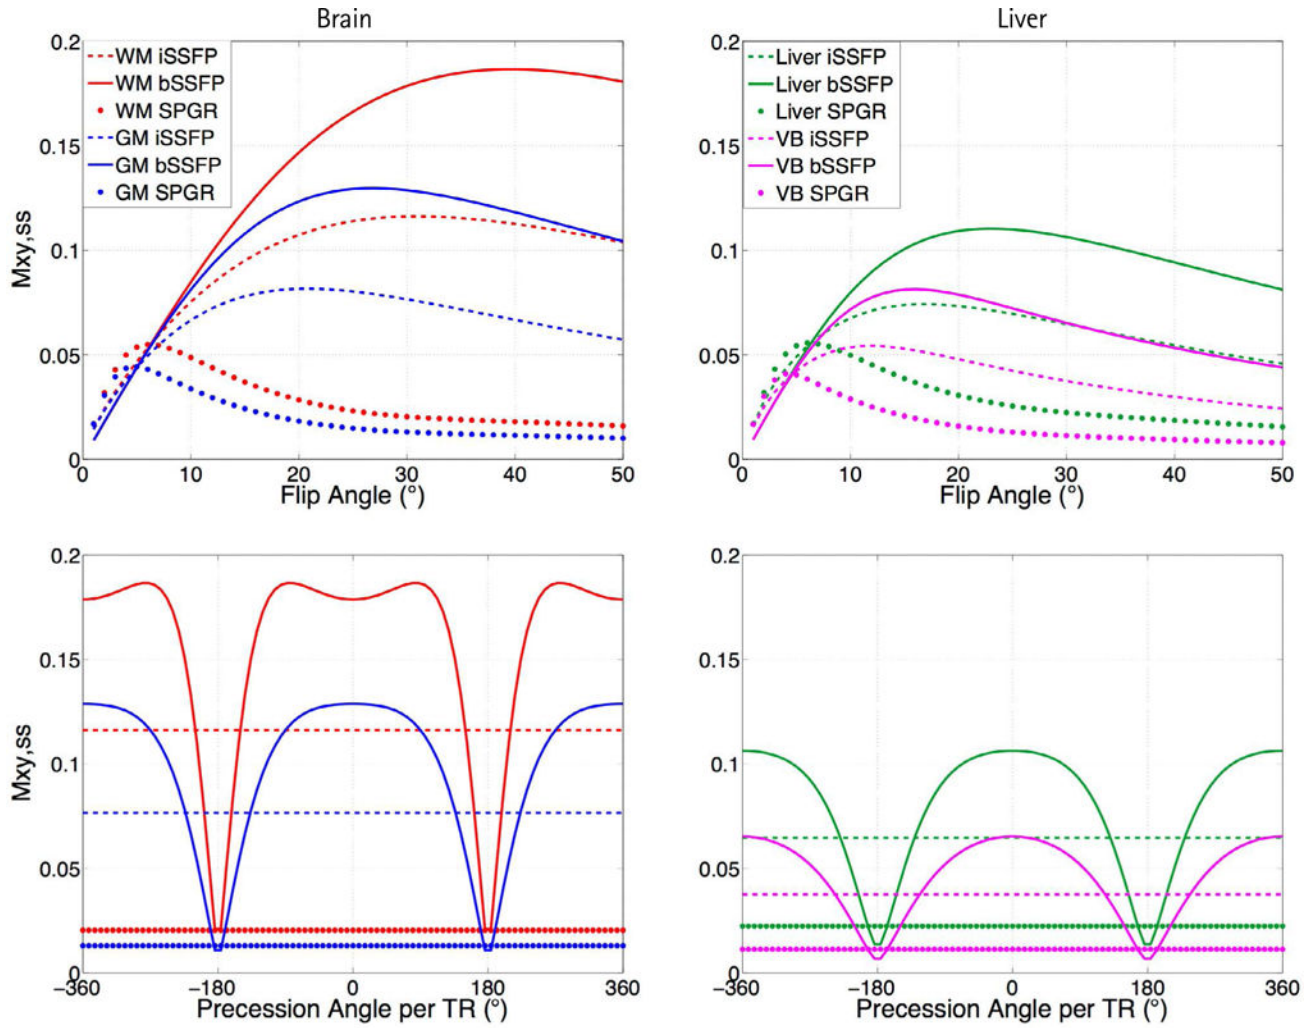 Brain
0.2
0.15
0.1
0.05
0
Mxy,ss
WM iSSFP
WM bSSFP
WM SPGR
GM iSSFP
GM bSSFP
GM SPGR
0 10 20 30 40 50
Flip Angle (°)
Liver
0.2
0.15
0.1
0.05
0
Liver iSSFP
Liver bSSFP
Liver SPGR
VB iSSFP
VB bSSFP
VB SPGR
0 10 20 30 40 50
Flip Angle (°)
0.2
0.15
0.1
0.05
0
Mxy,ss
−360 −180 0 180 360
Precession Angle per TR (°)
0.2
0.15
0.1
0.05
0
−360 −180 0 180 360
Precession Angle per TR (°)